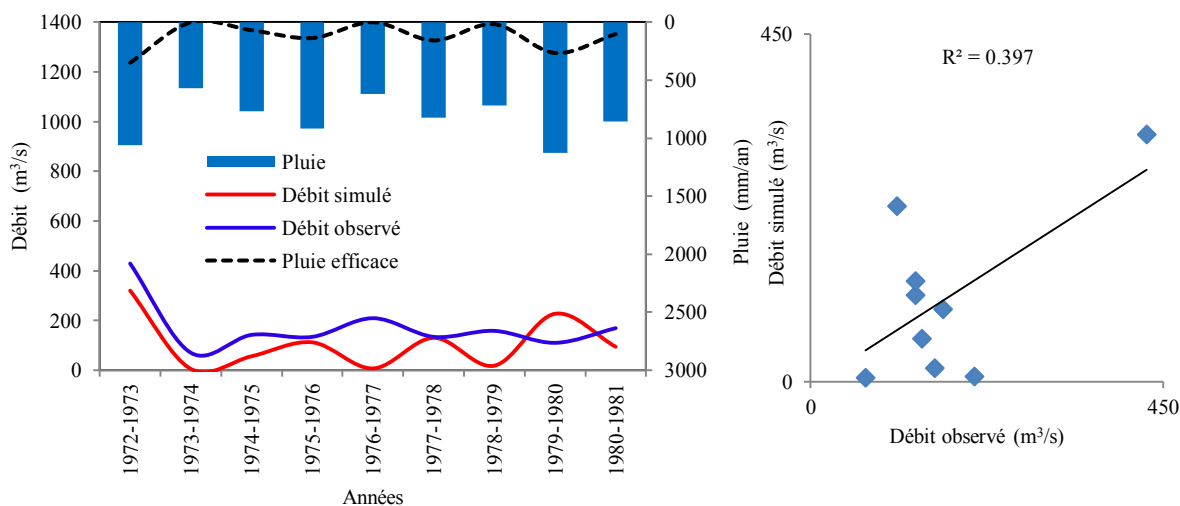 1400
1200
1000
800
600
400
200
0
Débit (m³/s)
0
500
1000
1500
2000
2500
3000
Pluie (mm/an)
Pluie
Débit simulé
Débit observé
Pluie efficace
1972-1973
1973-1974
1974-1975
1975-1976
1976-1977
1977-1978
1978-1979
1979-1980
1980-1981
Années
450
0
Débit simulé (m³/s)
R² = 0.397
0
450
Débit observé (m³/s)